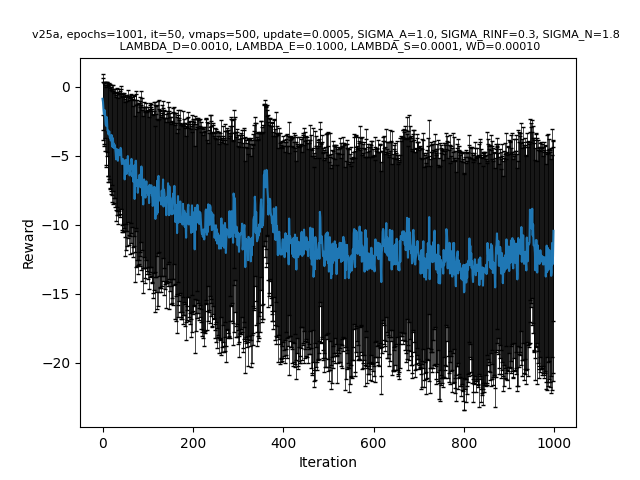 v25a, epochs=1001, it=50, vmaps=500, update=0.0005, SIGMA_A=1.0, SIGMA_RINF=0.3, SIGMA_N=1.8
LAMBDA_D=0.0010, LAMBDA_E=0.1000, LAMBDA_S=0.0001, WD=0.00010
0
−5
−10
−15
−20
Reward
0 200 400 600 800 1000
Iteration